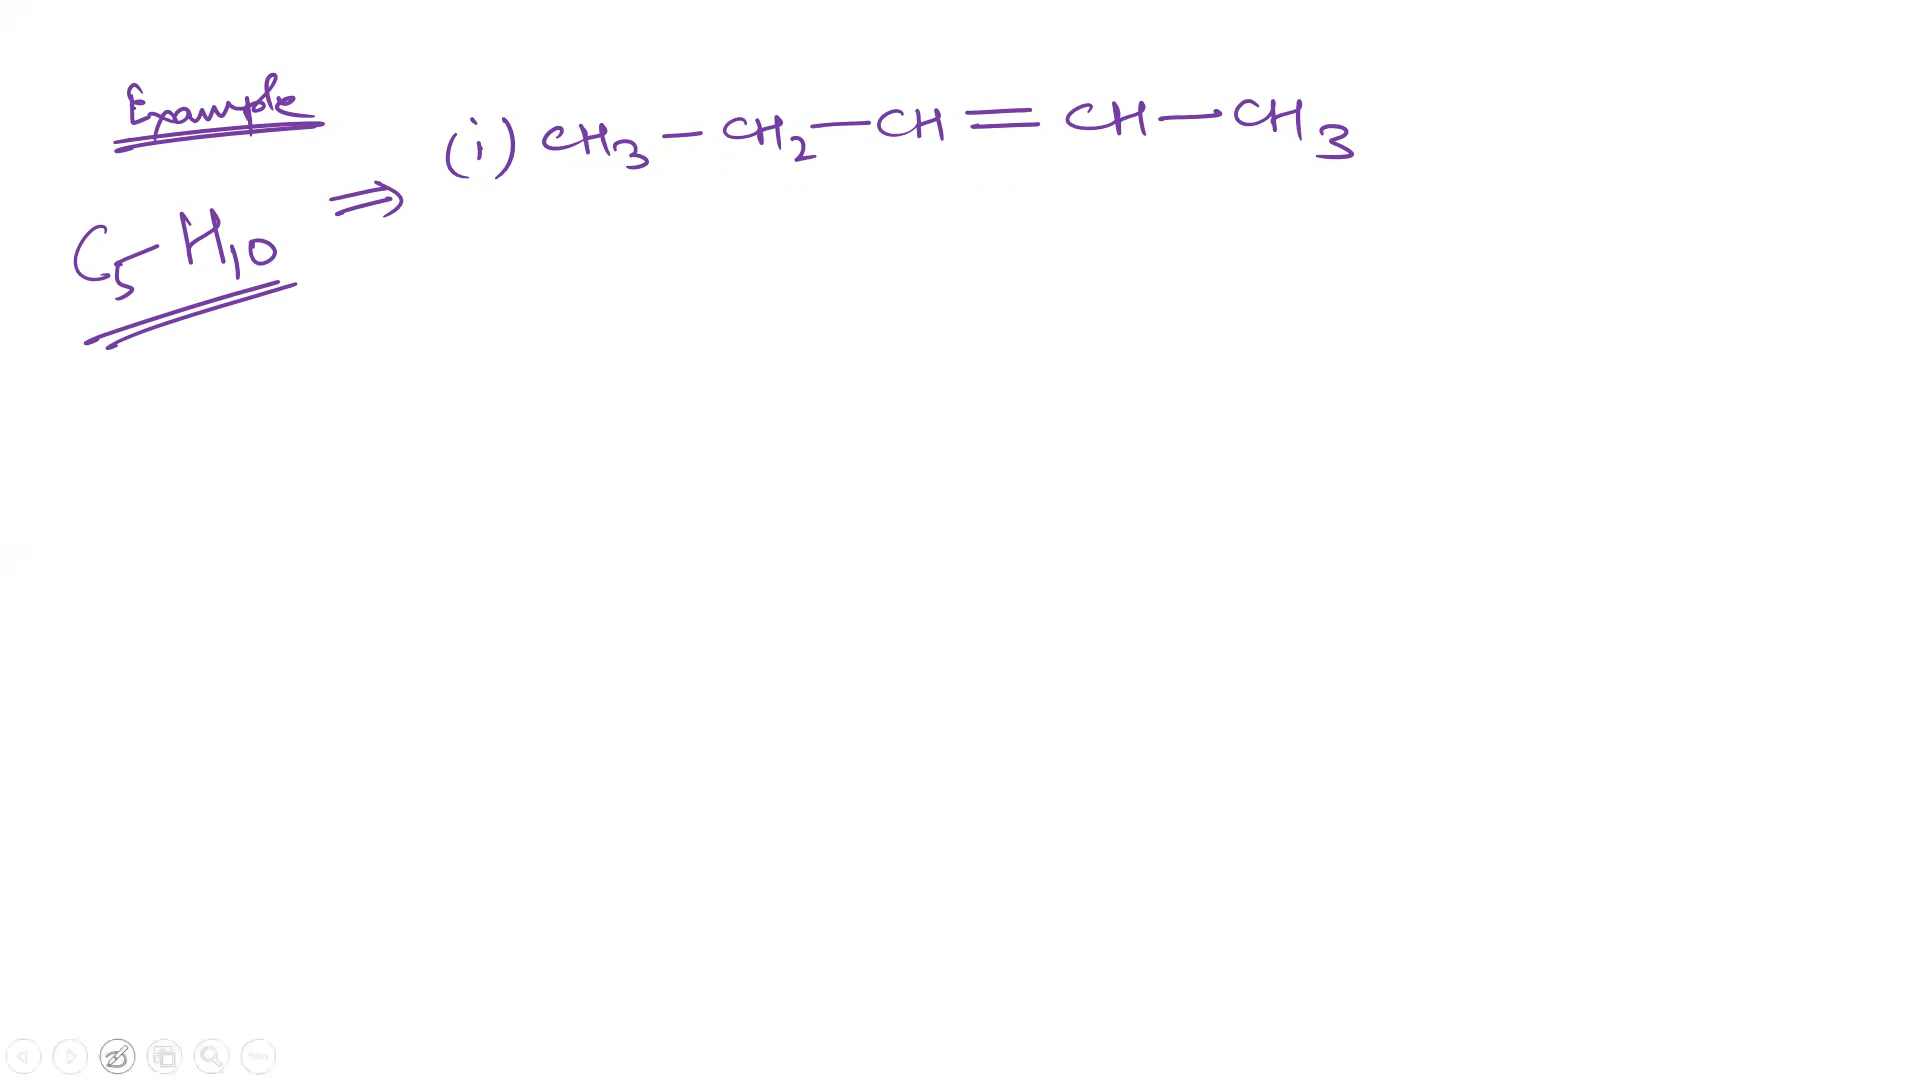 Example
(i) CH3 - CH2 - CH = CH - CH3
C5H10 ⇒